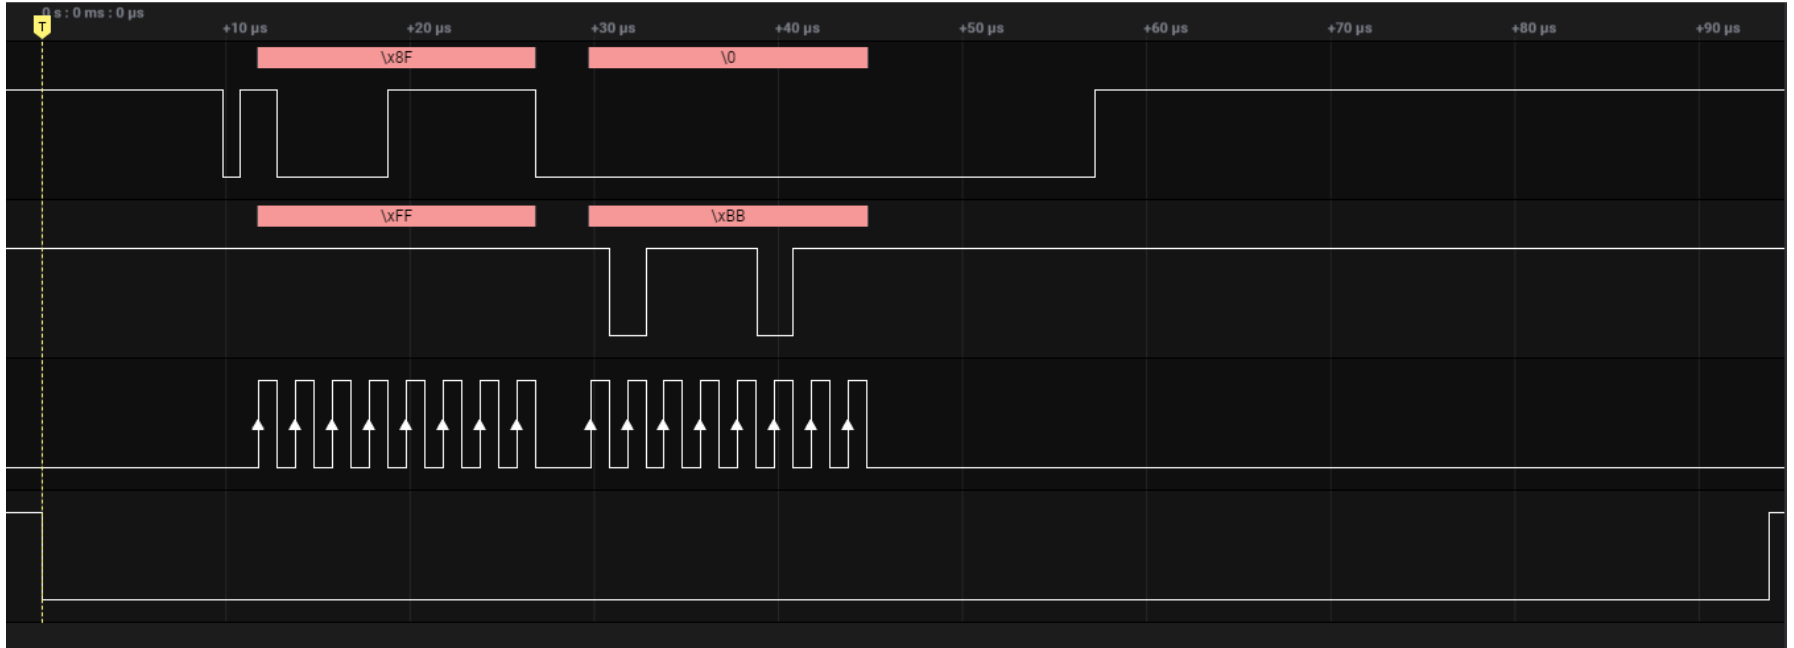 0 s : 0 ms : 0 µs
T
+10 µs +20 µs +30 µs +40 µs +50 µs +60 µs +70 µs +80 µs +90 µs
\x8F \0
\xFF \xBB